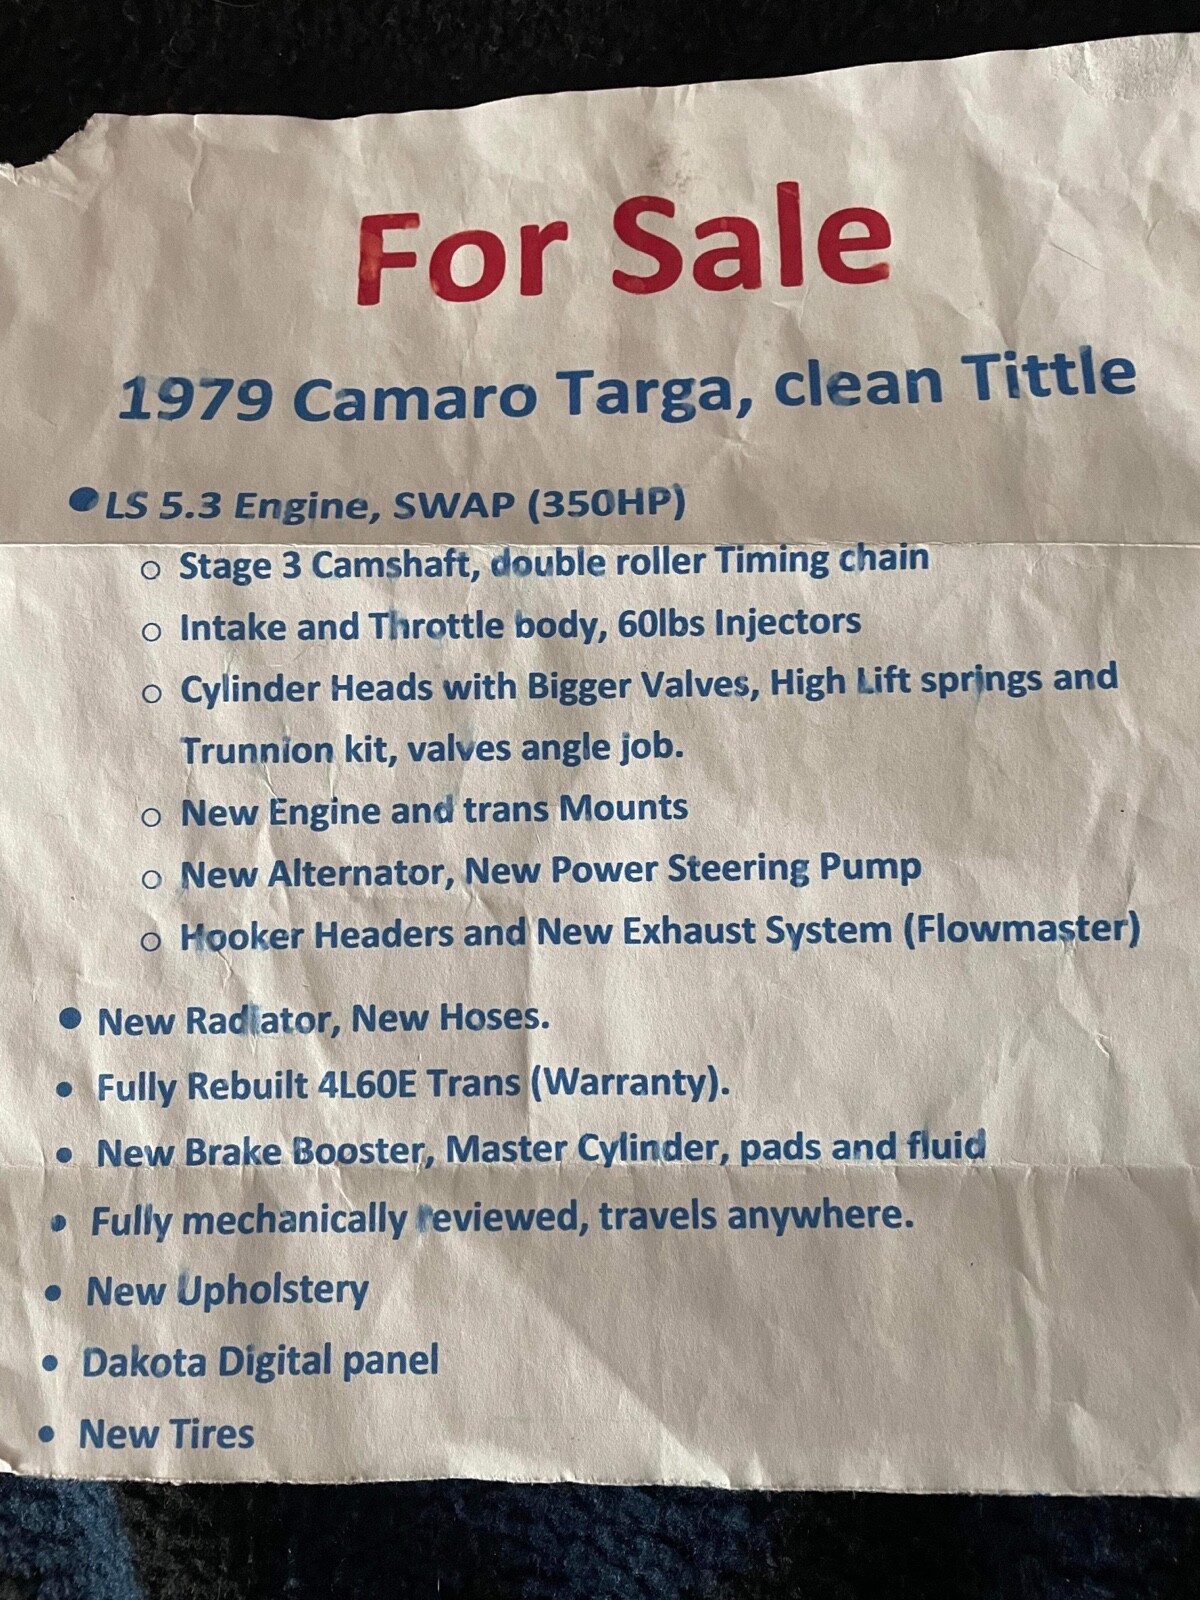 For Sale
1979 Camaro Targa, clean Tittle
● LS 5.3 Engine, SWAP (350HP)
○ Stage 3 Camshaft, double roller Timing chain
○ Intake and Throttle body, 60lbs Injectors
○ Cylinder Heads with Bigger Valves, High Lift springs and
Trunnion kit, valves angle job.
○ New Engine and trans Mounts
○ New Alternator, New Power Steering Pump
○ Hooker Headers and New Exhaust System (Flowmaster)
● New Radiator, New Hoses.
• Fully Rebuilt 4L60E Trans (Warranty).
• New Brake Booster, Master Cylinder, pads and fluid
• Fully mechanically reviewed, travels anywhere.
• New Upholstery
• Dakota Digital panel
• New Tires